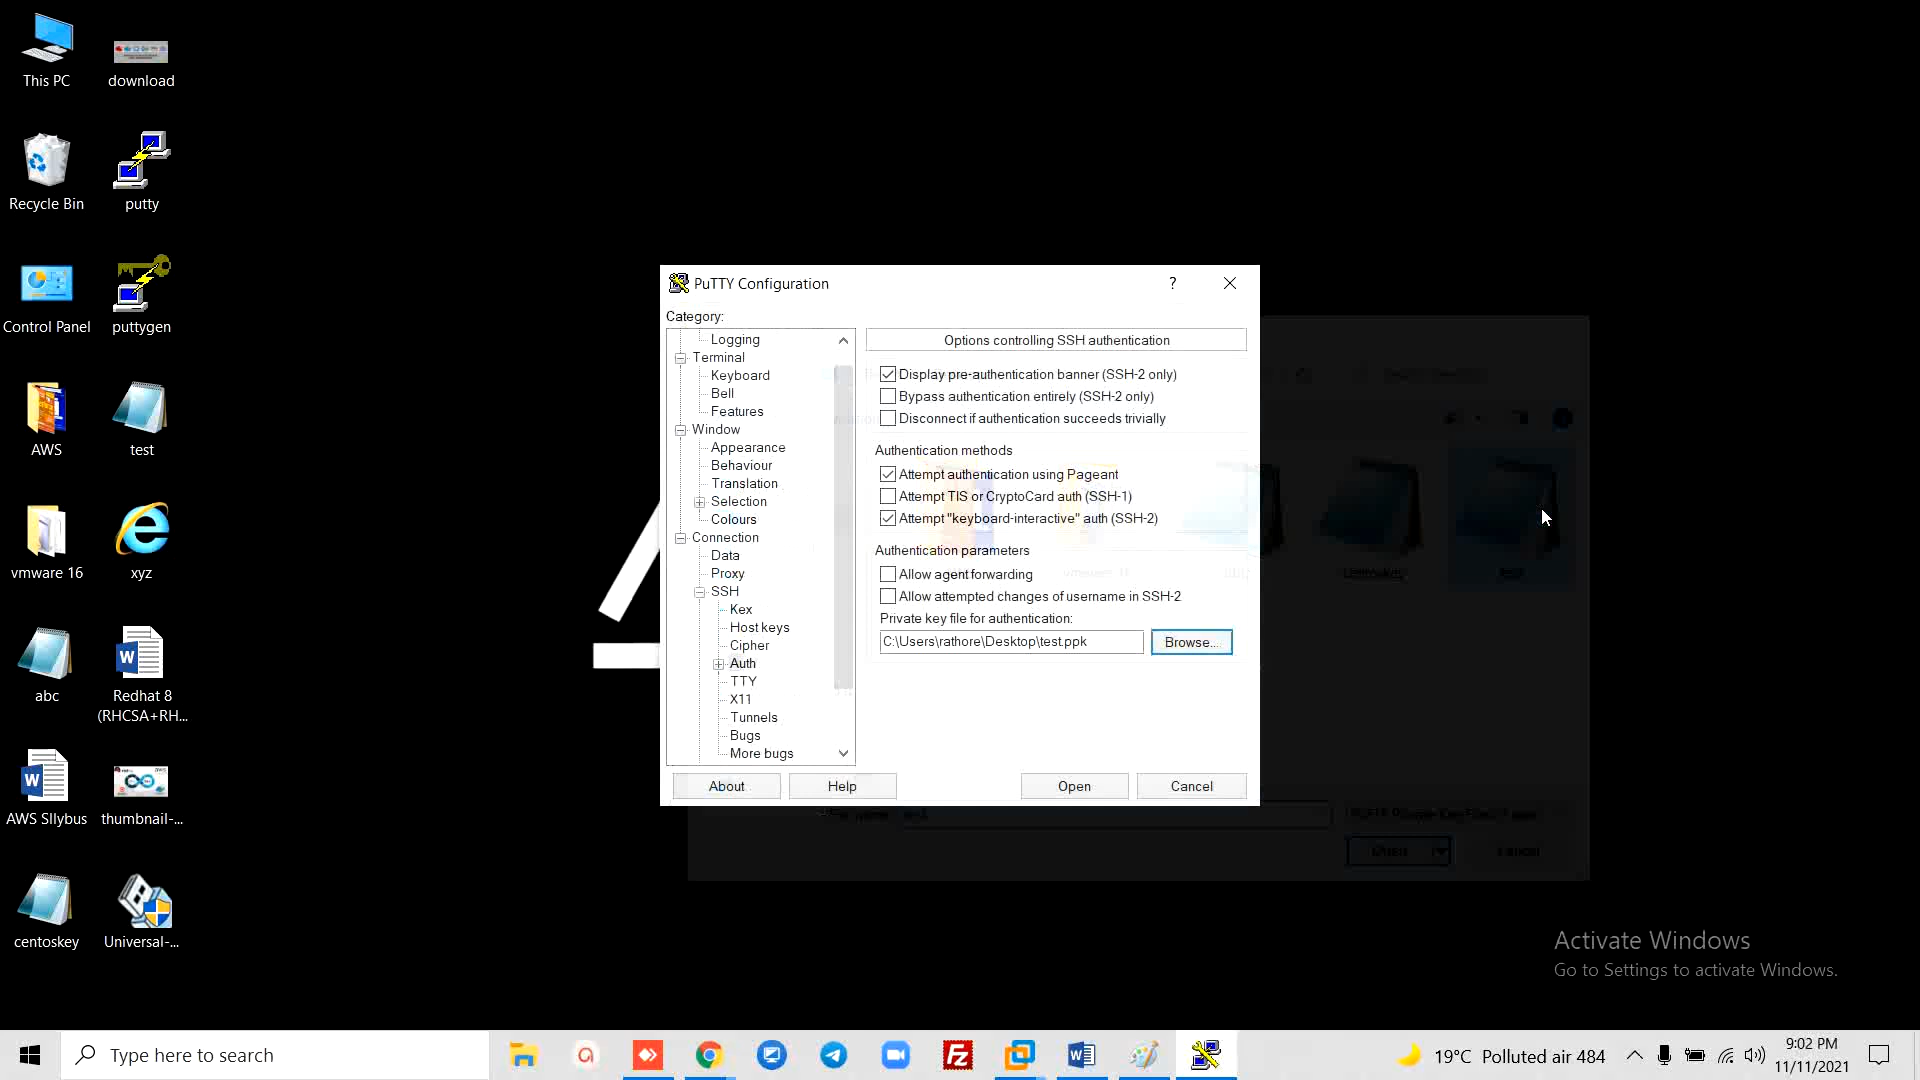 This PC
download
Recycle Bin
putty
Control Panel
puttygen
AWS
test
vmware 16
xyz
abc
Redhat 8
(RHCSA+RH...
AWS Sllybus
thumbnail-...
centoskey
Universal-...
PuTTY Configuration
?
Category:
Logging
Terminal
Keyboard
Bell
Features
Window
Appearance
Behaviour
Translation
Selection
Colours
Connection
Data
Proxy
SSH
Kex
Host keys
Cipher
Auth
TTY
X11
Tunnels
Bugs
More bugs
Options controlling SSH authentication
Display pre-authentication banner (SSH-2 only)
Bypass authentication entirely (SSH-2 only)
Disconnect if authentication succeeds trivially
Authentication methods
Attempt authentication using Pageant
Attempt TIS or CryptoCard auth (SSH-1)
Attempt "keyboard-interactive" auth (SSH-2)
Authentication parameters
Allow agent forwarding
Allow attempted changes of username in SSH-2
Private key file for authentication:
C:\Users\rathore\Desktop\test.ppk
Browse...
About
Help
Open
Cancel
Activate Windows
Go to Settings to activate Windows.
Type here to search
19°C Polluted air 484
9:02 PM
11/11/2021